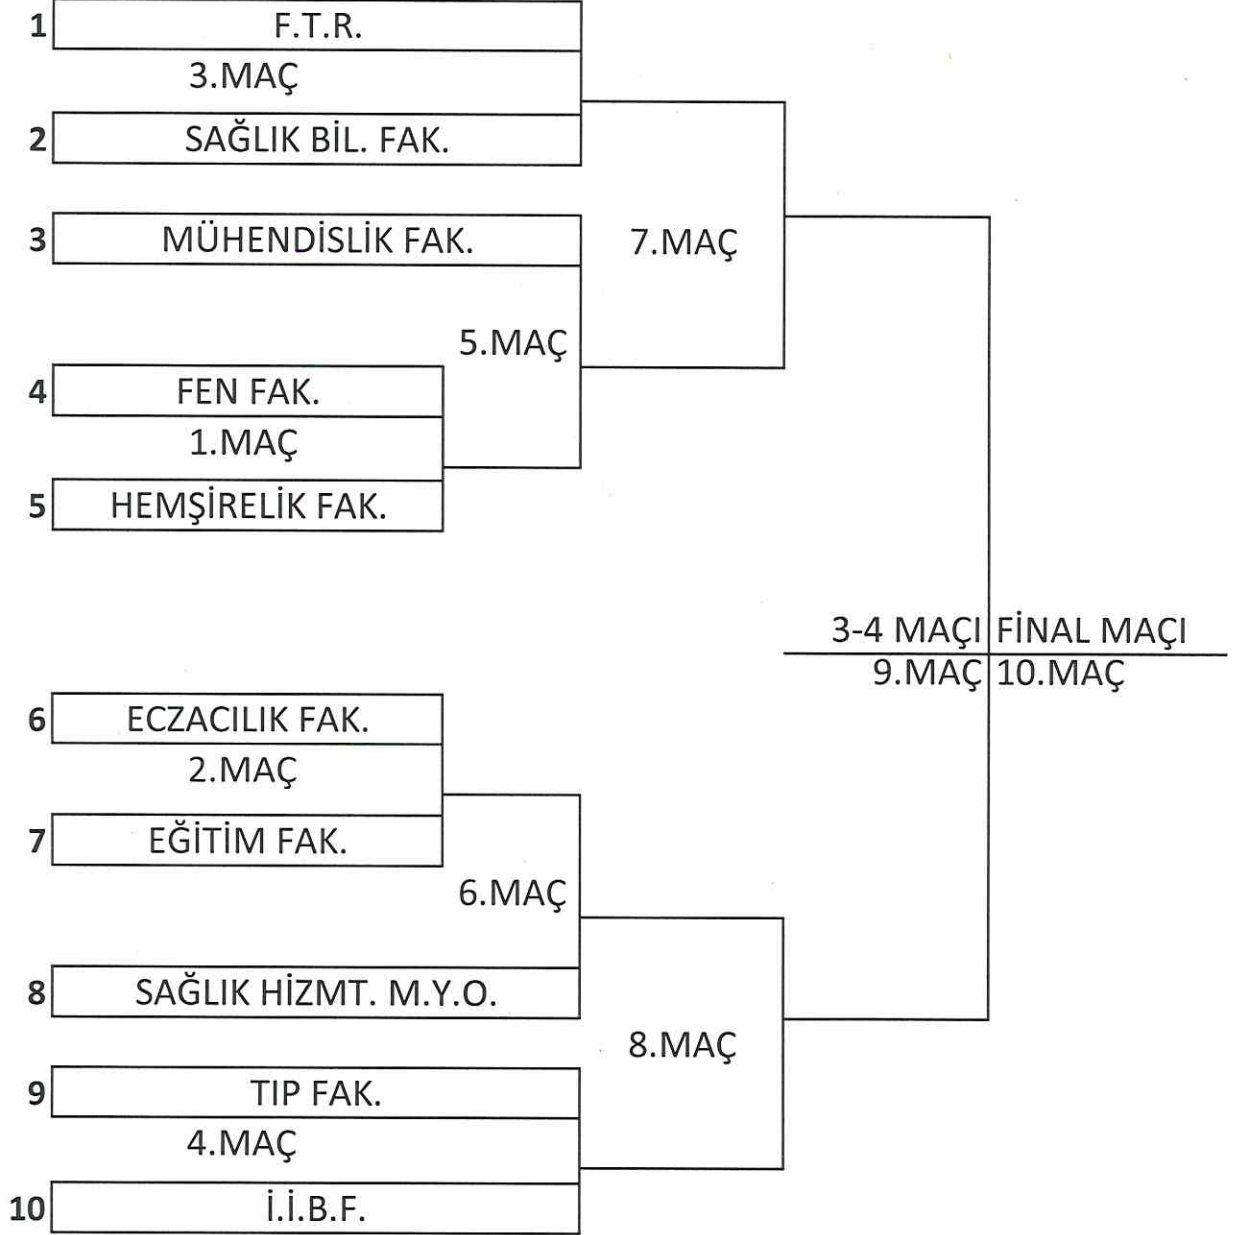 1 F.T.R.
3.MAÇ
2 SAĞLIK BİL. FAK.
3 MÜHENDİSLİK FAK.
7.MAÇ
5.MAÇ
4 FEN FAK.
1.MAÇ
5 HEMŞİRELİK FAK.
3-4 MAÇI FİNAL MAÇI
9.MAÇ 10.MAÇ
6 ECZACILIK FAK.
2.MAÇ
7 EĞİTİM FAK.
6.MAÇ
8 SAĞLIK HİZMT. M.Y.O.
8.MAÇ
9 TIP FAK.
4.MAÇ
10 İ.İ.B.F.